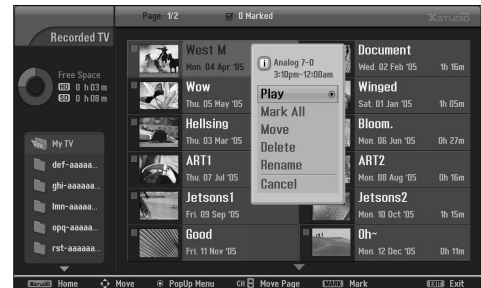 Page 1/2
0 Marked
XSTUDIO
Recorded TV
Free Space
HD 0 h 03 m
SD 0 h 08 m
My TV
def-aaaaa...
ghi-aaaaaa...
lmn-aaaaa...
opq-aaaaa...
rst-aaaaaa...
West M
Mon. 04 Apr '05
Wow
Thu. 05 May '05
Hellsing
Thu. 03 Mar '05
ART1
Thu. 07 Jul '05
Jetsons1
Fri. 09 Sep '05
Good
Fri. 11 Nov '05
Analog 7-0
3:10pm-12:00am
Play
Mark All
Move
Delete
Rename
Cancel
Document
Wed. 02 Feb '05 1h 16m
Winged
Sat. 01 Jan '05 1h 05m
Bloom.
Mon. 06 Jun '05 0h 27m
ART2
Mon. 08 Aug '05 0h 16m
Jetsons2
Mon. 10 Oct '05 1h 15m
Oh~
Mon. 12 Dec '05 0h 11m
XSTUDIO Home Move PopUp Menu CH Move Page MARK Mark EXIT Exit